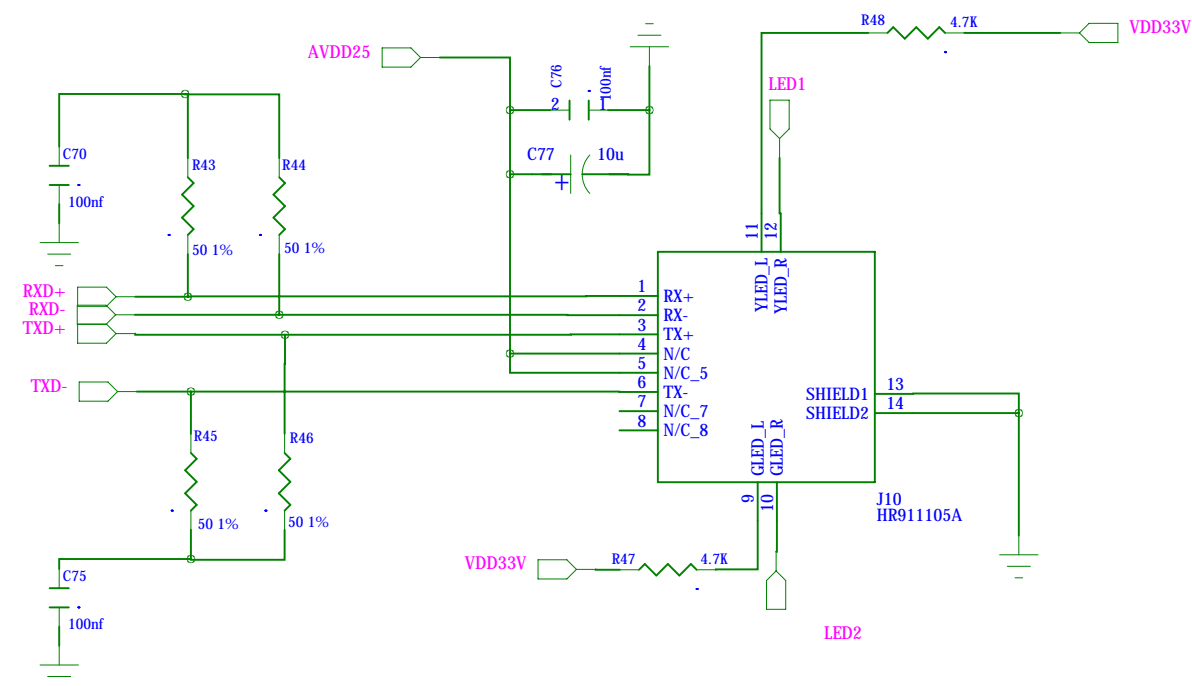 R48 4.7K VDD33V
AVDD25
C76
100nf
2 1
LED1
C70
100nf
R43
50 1%
R44
50 1%
C77 10u
+
11
12
YLED_L
YLED_R
RXD+
RXD-
TXD+
TXD-
1 RX+
2 RX-
3 TX+
4 N/C
5 N/C_5
6 TX-
7 N/C_7
8 N/C_8
SHIELD1 13
SHIELD2 14
GLED_L
GLED_R
9
10
J10
HR911105A
R45
50 1%
R46
50 1%
VDD33V R47 4.7K
C75
100nf
LED2